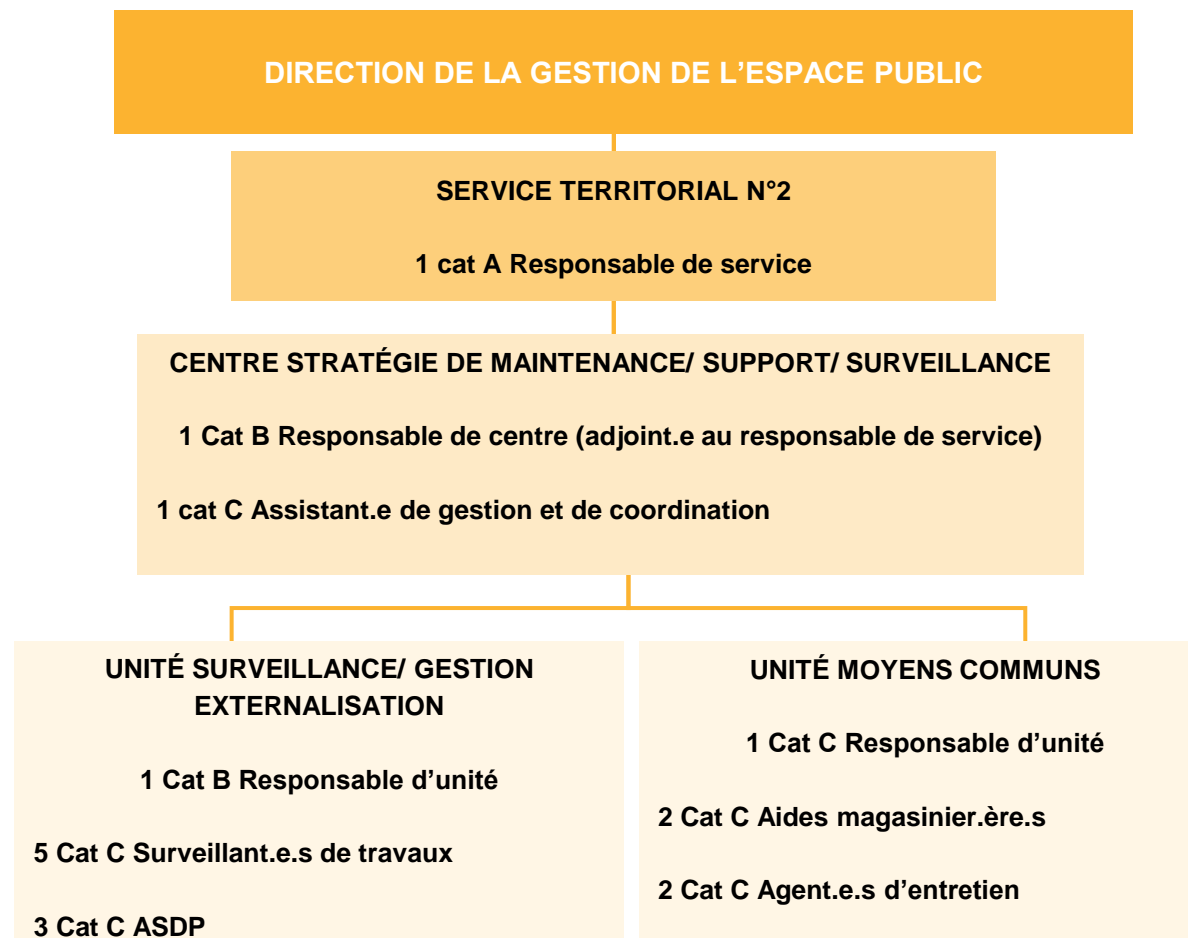 DIRECTION DE LA GESTION DE L'ESPACE PUBLIC
SERVICE TERRITORIAL N°2
1 cat A Responsable de service
CENTRE STRATÉGIE DE MAINTENANCE/ SUPPORT/ SURVEILLANCE
1 Cat B Responsable de centre (adjoint.e au responsable de service)
1 cat C Assistant.e de gestion et de coordination
UNITÉ SURVEILLANCE/ GESTION
EXTERNALISATION
1 Cat B Responsable d'unité
5 Cat C Surveillant.e.s de travaux
3 Cat C ASDP
UNITÉ MOYENS COMMUNS
1 Cat C Responsable d'unité
2 Cat C Aides magasinier.ère.s
2 Cat C Agent.e.s d'entretien